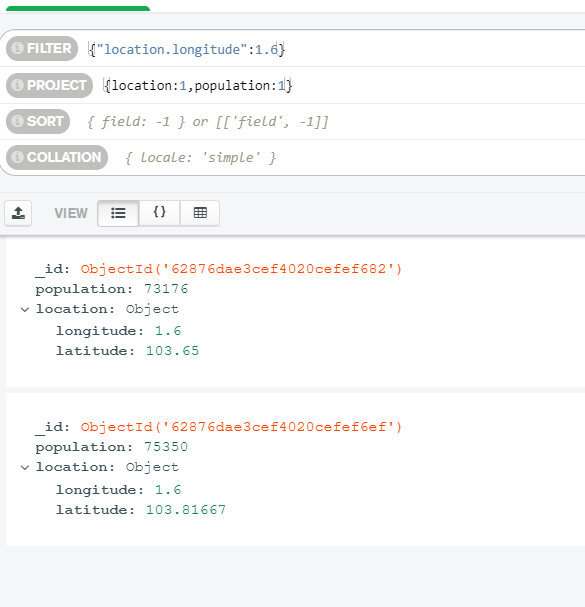 FILTER {"location.longitude":1.6}
PROJECT {location:1,population:1}
SORT { field: -1 } or [['field', -1]]
COLLATION { locale: 'simple' }
VIEW {}
_id: ObjectId('62876dae3cef4020cefef682')
population: 73176
location: Object
longitude: 1.6
latitude: 103.65
_id: ObjectId('62876dae3cef4020cefef6ef')
population: 75350
location: Object
longitude: 1.6
latitude: 103.81667